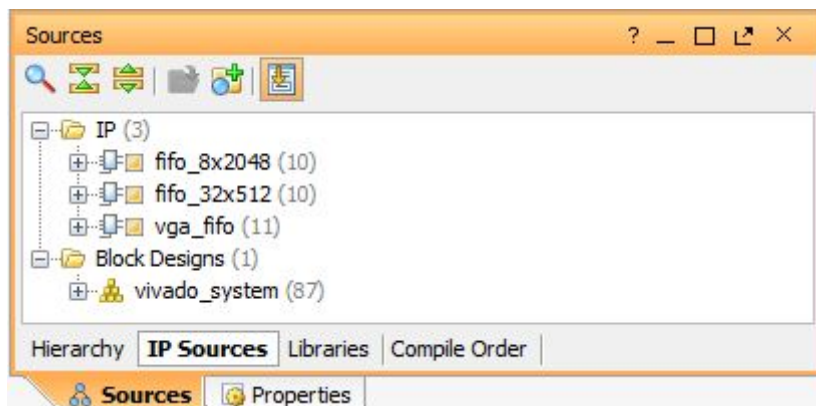 Sources ?
IP (3)
fifo_8x2048 (10)
fifo_32x512 (10)
vga_fifo (11)
Block Designs (1)
vivado_system (87)
Hierarchy IP Sources Libraries Compile Order
Sources Properties